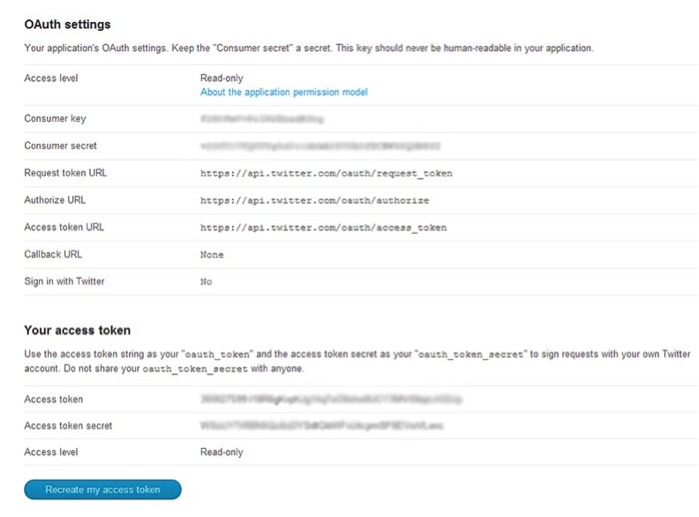 OAuth settings
Your application's OAuth settings. Keep the "Consumer secret" a secret. This key should never be human-readable in your application.
Access level Read-only
About the application permission model
Consumer key
Consumer secret
Request token URL https://api.twitter.com/oauth/request_token
Authorize URL https://api.twitter.com/oauth/authorize
Access token URL https://api.twitter.com/oauth/access_token
Callback URL None
Sign in with Twitter No
Your access token
Use the access token string as your "oauth_token" and the access token secret as your "oauth_token_secret" to sign requests with your own Twitter
account. Do not share your oauth_token_secret with anyone.
Access token
Access token secret
Access level Read-only
Recreate my access token